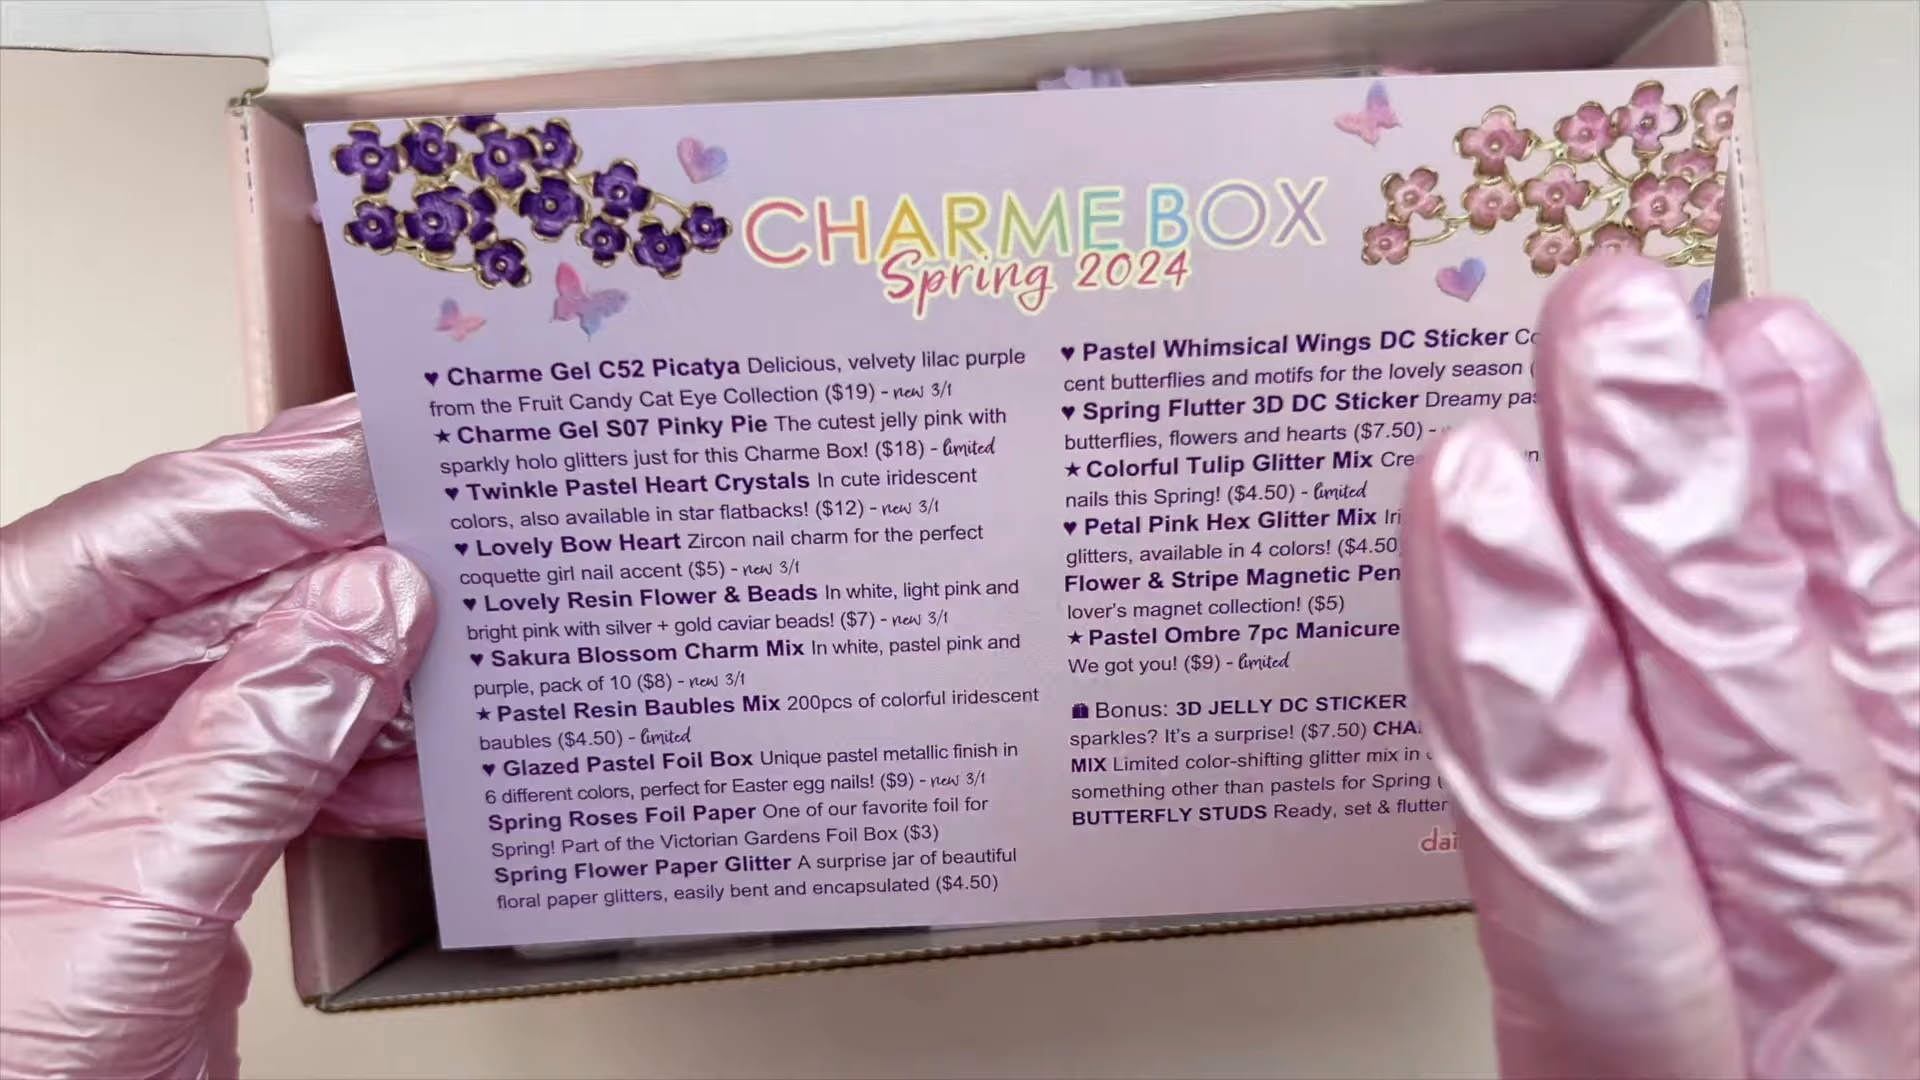 CHARME BOX
Spring 2024
♥ Charme Gel C52 Picatya Delicious, velvety lilac purple
from the Fruit Candy Cat Eye Collection ($19) - new 3/1
★ Charme Gel S07 Pinky Pie The cutest jelly pink with
sparkly holo glitters just for this Charme Box! ($18) - limited
♥ Twinkle Pastel Heart Crystals In cute iridescent
colors, also available in star flatbacks! ($12) - new 3/1
♥ Lovely Bow Heart Zircon nail charm for the perfect
coquette girl nail accent ($5) - new 3/1
♥ Lovely Resin Flower & Beads In white, light pink and
bright pink with silver + gold caviar beads! ($7) - new 3/1
♥ Sakura Blossom Charm Mix In white, pastel pink and
purple, pack of 10 ($8) - new 3/1
★ Pastel Resin Baubles Mix 200pcs of colorful iridescent
baubles ($4.50) - limited
♥ Glazed Pastel Foil Box Unique pastel metallic finish in
6 different colors, perfect for Easter egg nails! ($9) - new 3/1
Spring Roses Foil Paper One of our favorite foil for
Spring! Part of the Victorian Gardens Foil Box ($3)
Spring Flower Paper Glitter A surprise jar of beautiful
floral paper glitters, easily bent and encapsulated ($4.50)
♥ Pastel Whimsical Wings DC Sticker
cent butterflies and motifs for the lovely season
♥ Spring Flutter 3D DC Sticker Dreamy
butterflies, flowers and hearts ($7.50) -
★ Colorful Tulip Glitter Mix
nails this Spring! ($4.50) - limited
♥ Petal Pink Hex Glitter Mix
glitters, available in 4 colors! ($4.50
Flower & Stripe Magnetic Pen
lover's magnet collection! ($5)
★ Pastel Ombre 7pc Manicure
We got you! ($9) - limited
Bonus: 3D JELLY DC STICKER
sparkles? It's a surprise! ($7.50)
MIX Limited color-shifting glitter mix in
something other than pastels for Spring
BUTTERFLY STUDS Ready, set & flutter